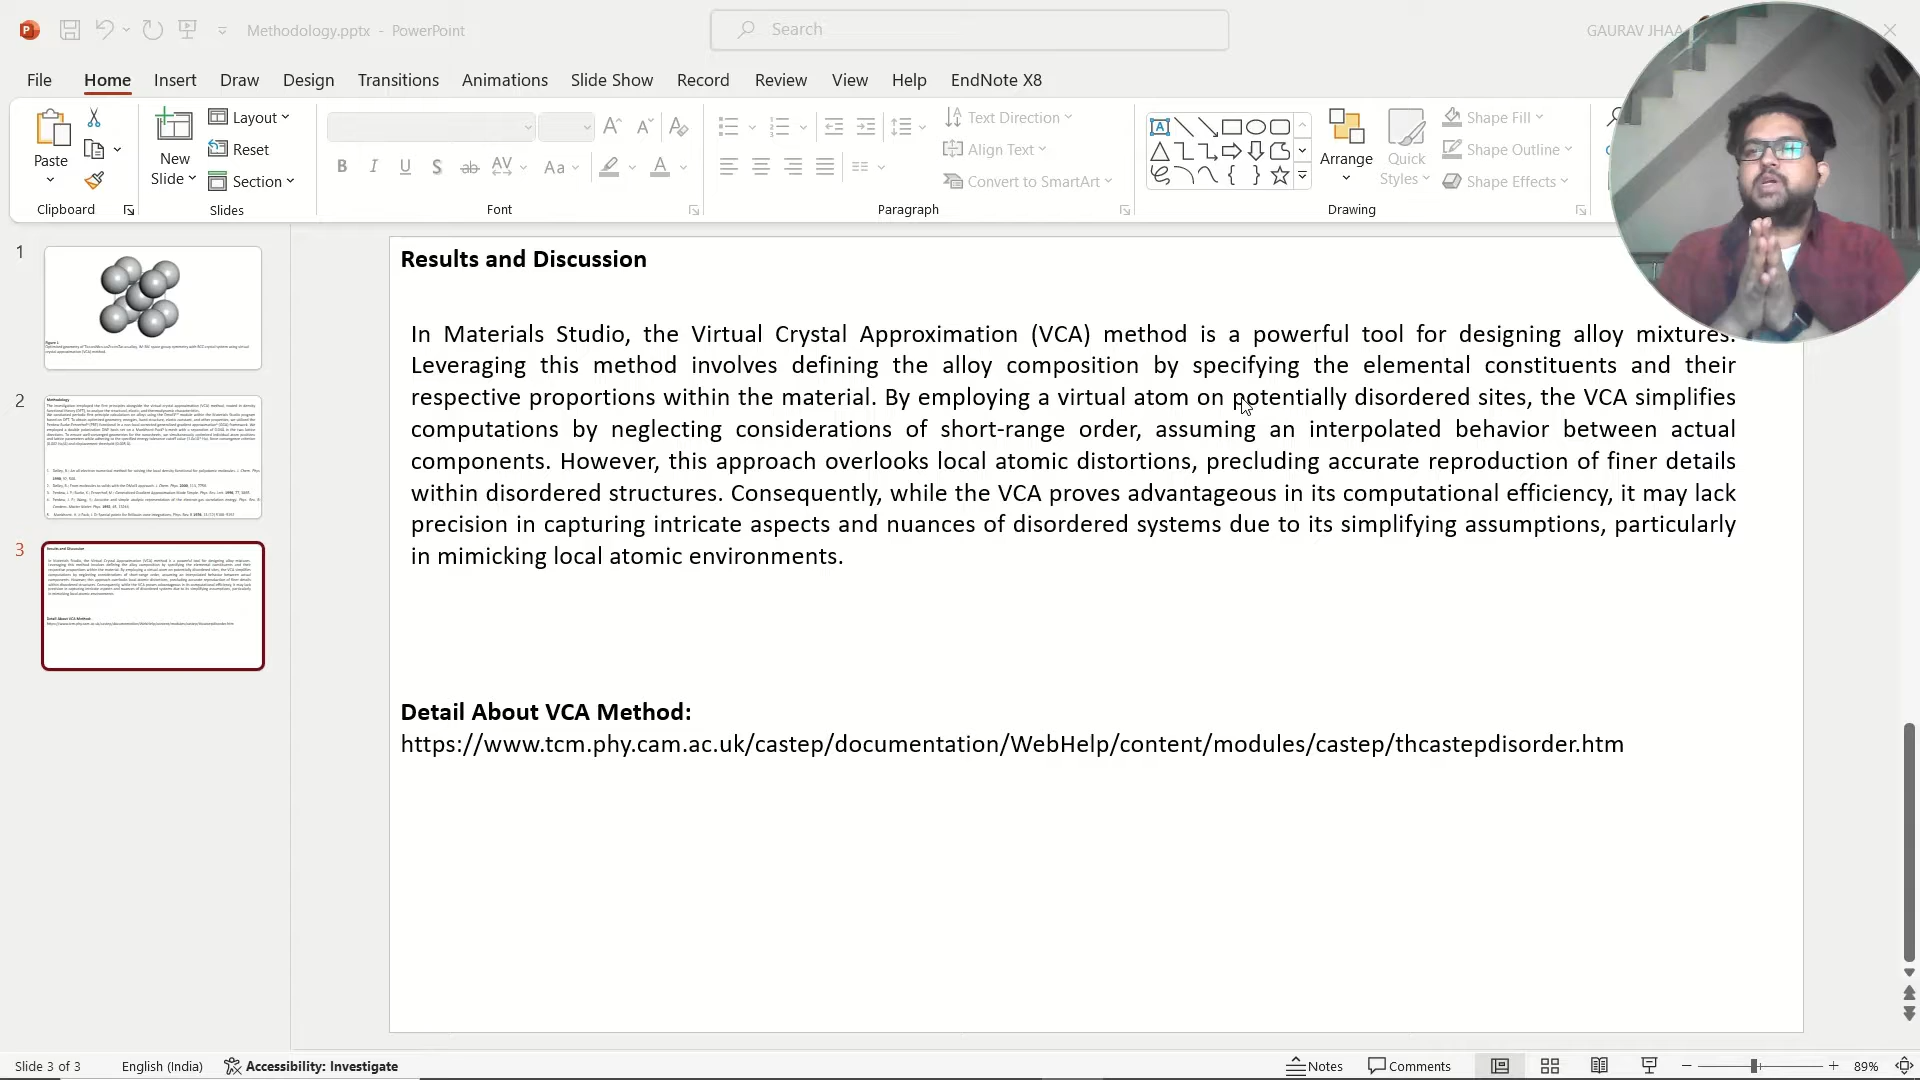 Methodology.pptx - PowerPoint
Search
GAURAV JHAA
File Home Insert Draw Design Transitions Animations Slide Show Record Review View Help EndNote X8
Paste
New
Slide
Layout
Reset
Section
Text Direction
Align Text
Convert to SmartArt
Arrange
Quick
Styles
Shape Fill
Shape Outline
Shape Effects
Clipboard
Slides
Font
Paragraph
Drawing
1
2
Methodology
3
Results and Discussion
In Materials Studio, the Virtual Crystal Approximation (VCA) method is a powerful tool for designing alloy mixtures.
Leveraging this method involves defining the alloy composition by specifying the elemental constituents and their
respective proportions within the material. By employing a virtual atom on potentially disordered sites, the VCA simplifies
computations by neglecting considerations of short-range order, assuming an interpolated behavior between actual
components. However, this approach overlooks local atomic distortions, precluding accurate reproduction of finer details
within disordered structures. Consequently, while the VCA proves advantageous in its computational efficiency, it may lack
precision in capturing intricate aspects and nuances of disordered systems due to its simplifying assumptions, particularly
in mimicking local atomic environments.
Detail About VCA Method:
https://www.tcm.phy.cam.ac.uk/castep/documentation/WebHelp/content/modules/castep/thcastepdisorder.htm
Slide 3 of 3
English (India)
Accessibility: Investigate
Notes
Comments
89%